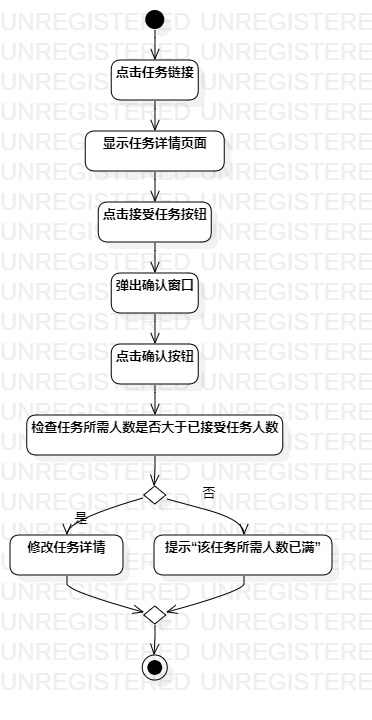 点击任务链接
显示任务详情页面
点击接受任务按钮
弹出确认窗口
点击确认按钮
检查任务所需人数是否大于已接受任务人数
是
否
修改任务详情
提示“该任务所需人数已满”
UNREGISTERED